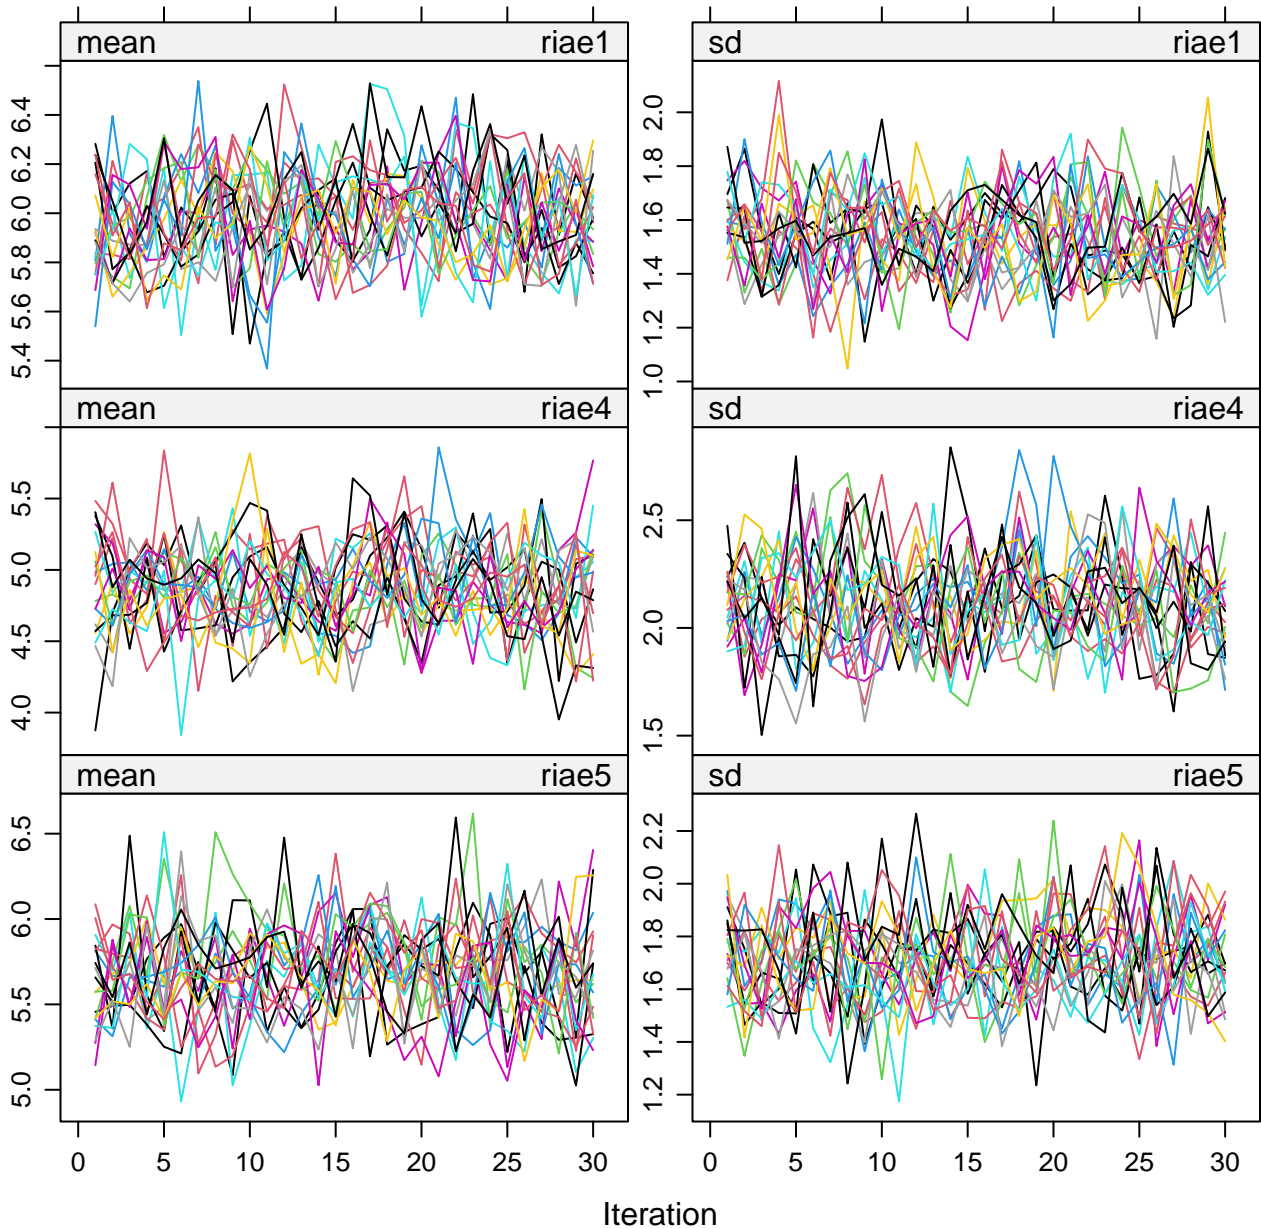 mean riae1
sd riae1
5.4 5.6 5.8 6.0 6.2 6.4
1.0 1.2 1.4 1.6 1.8 2.0
mean riae4
sd riae4
4.0 4.5 5.0 5.5
1.5 2.0 2.5
mean riae5
sd riae5
5.0 5.5 6.0 6.5
1.2 1.4 1.6 1.8 2.0 2.2
0 5 10 15 20 25 30
0 5 10 15 20 25 30
Iteration